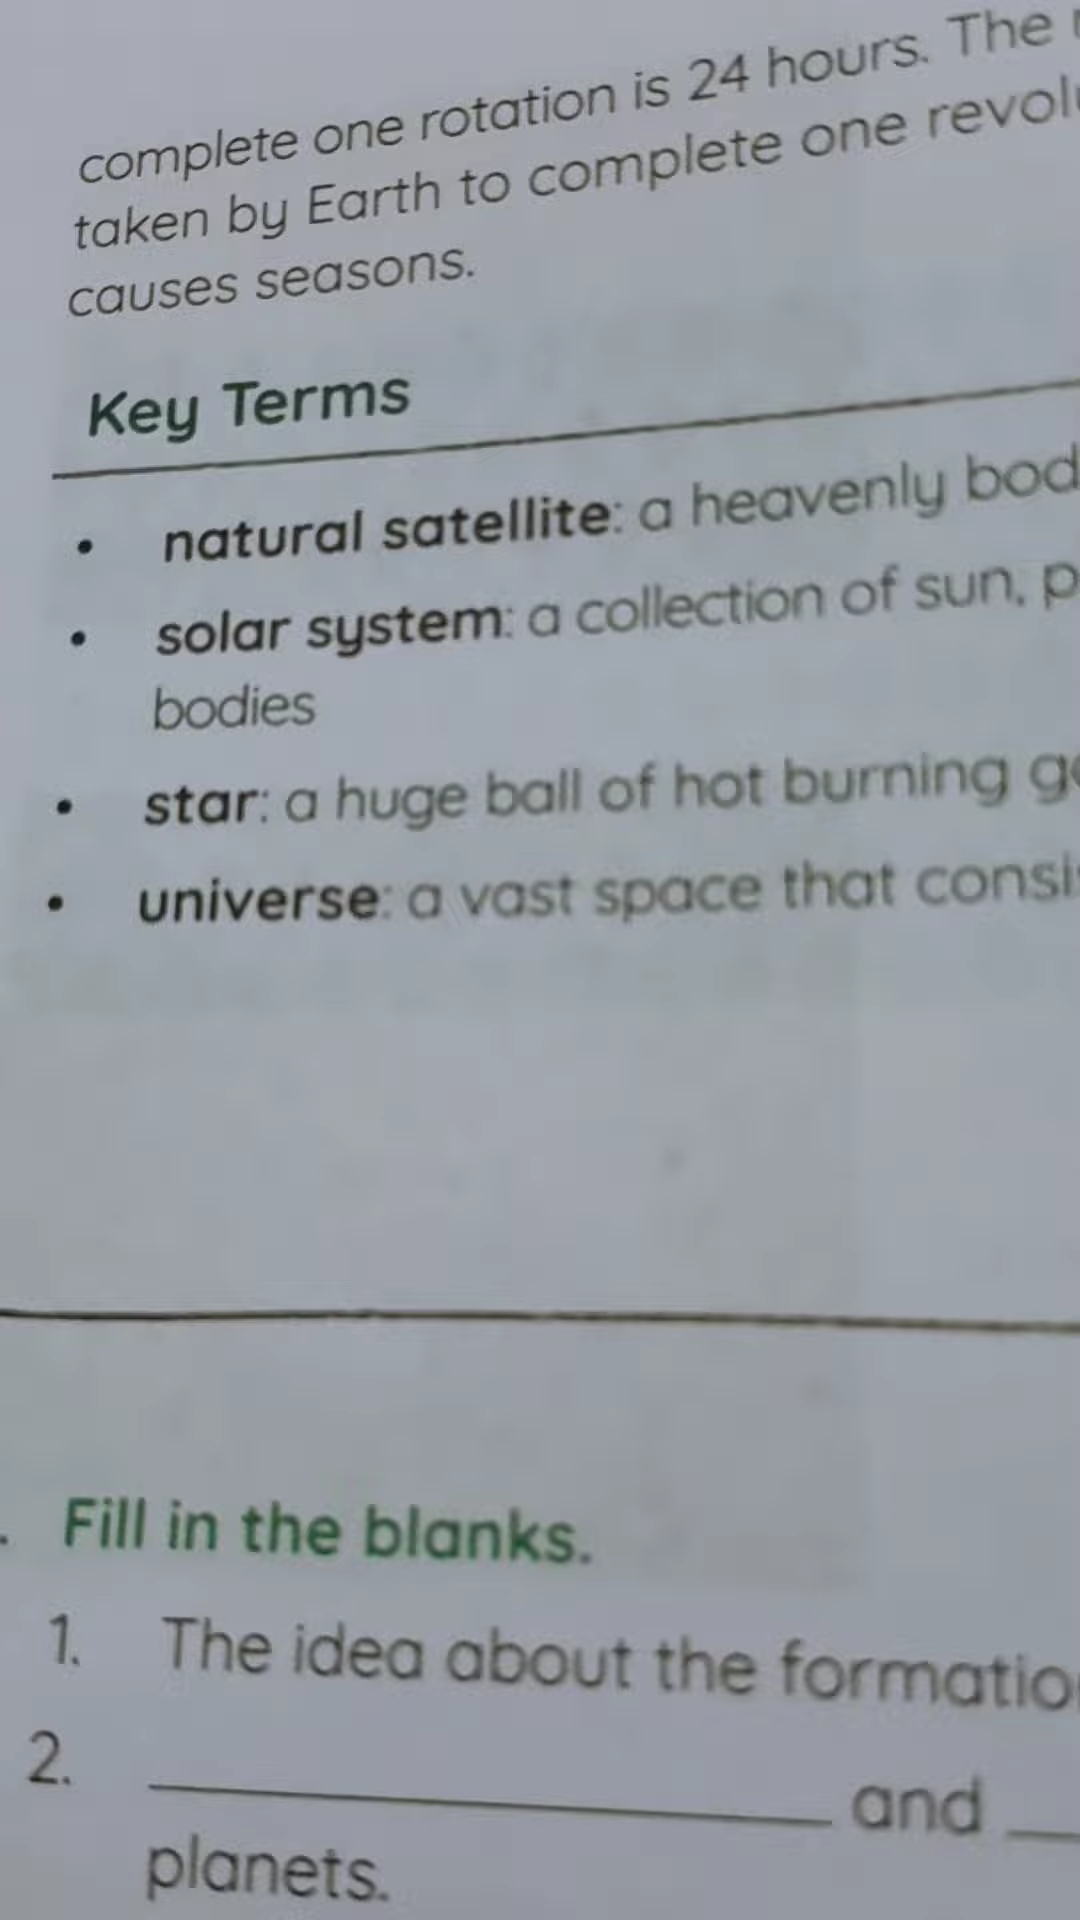 complete one rotation is 24 hours. The
taken by Earth to complete one
causes seasons.
Key Terms
• natural satellite: a heavenly
• solar system: a collection of sun,
bodies
• star: a huge ball of hot burning
• universe: a vast space that
. Fill in the blanks.
1. The idea about the
2. ________ and __
planets.